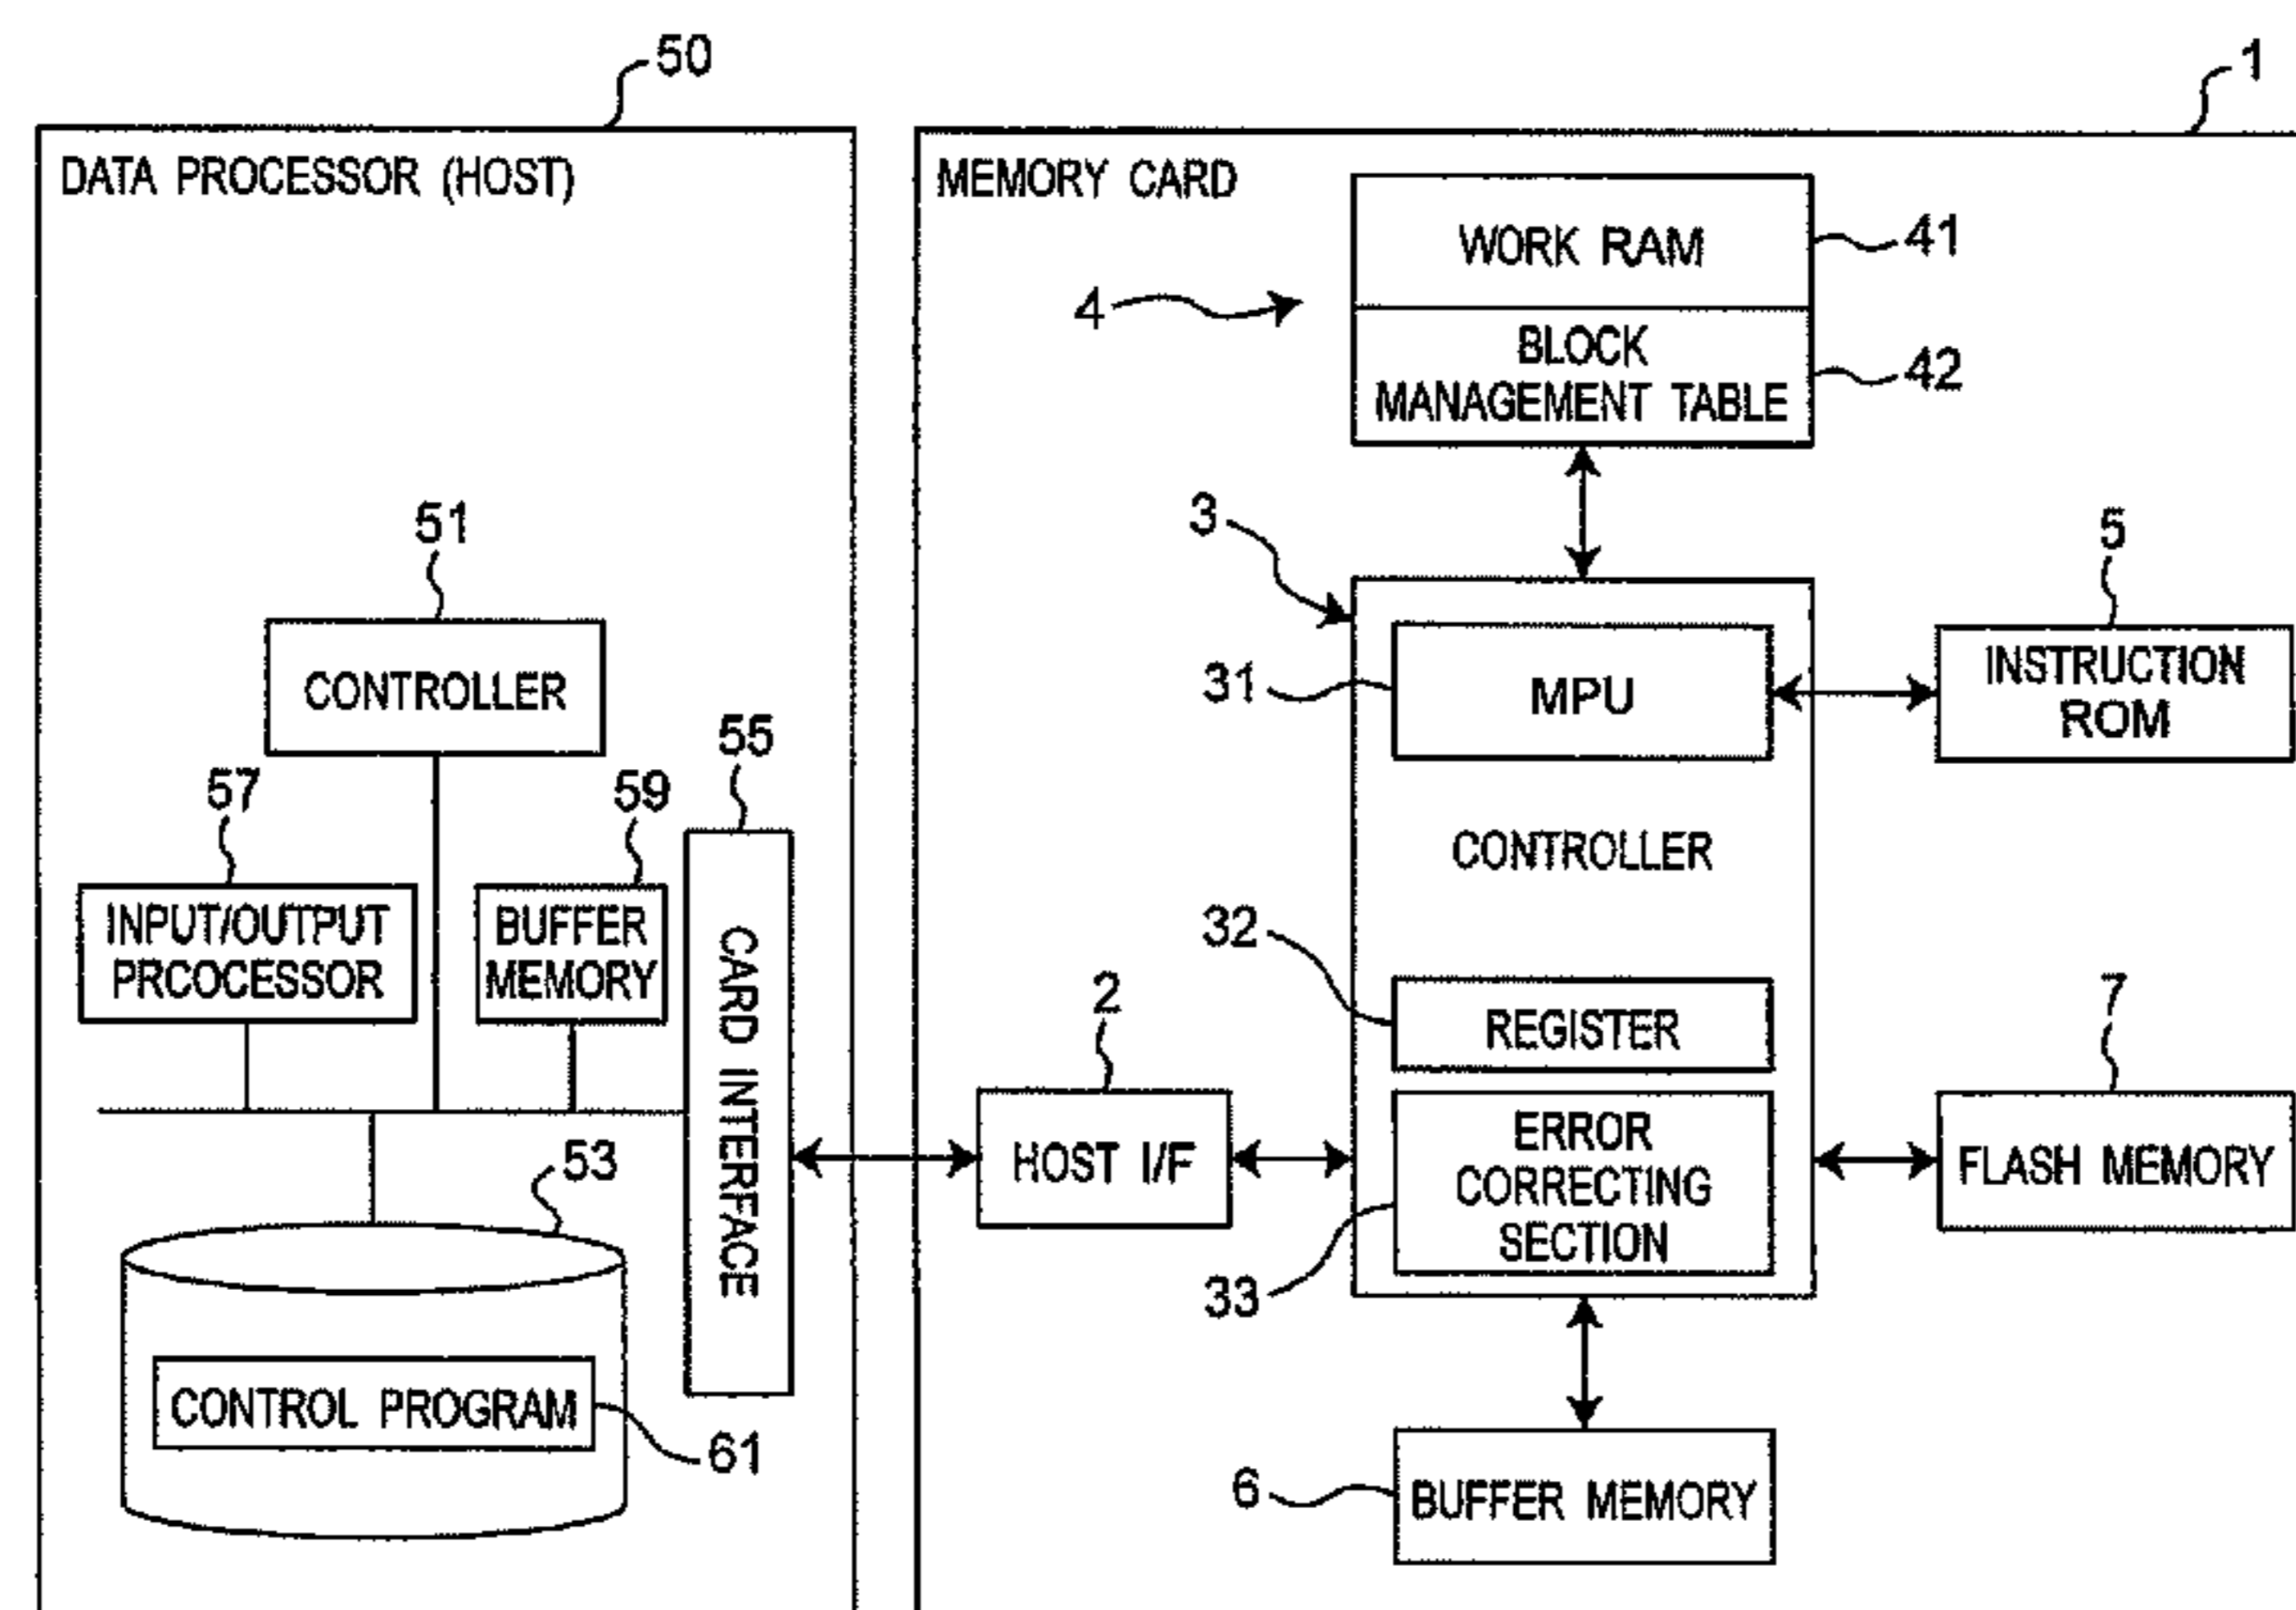 50
1
DATA PROCESSOR (HOST)
MEMORY CARD
WORK RAM
41
4
BLOCK
MANAGEMENT TABLE
42
51
3
5
CONTROLLER
31
MPU
INSTRUCTION
ROM
55
57
59
CONTROLLER
INPUT/OUTPUT
PRCOCESSOR
BUFFER
MEMORY
CARD INTERFACE
32
REGISTER
2
7
HOST I/F
ERROR
CORRECTING
SECTION
FLASH MEMORY
53
33
CONTROL PROGRAM
61
6
BUFFER MEMORY